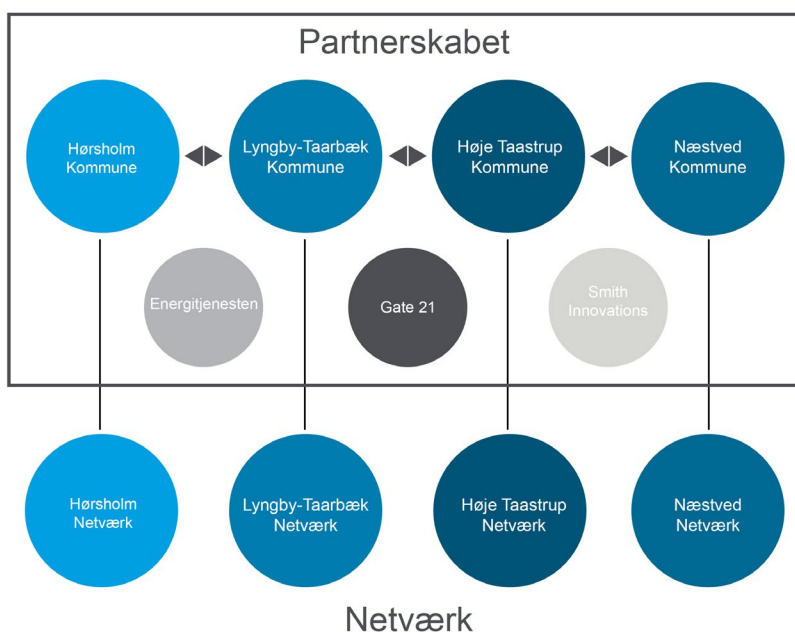 Partnerskabet
Hørsholm
Kommune
Lyngby-Taarbæk
Kommune
Høje Taastrup
Kommune
Næstved
Kommune
Energitjenesten
Gate 21
Smith
Innovations
Hørsholm
Netværk
Lyngby-Taarbæk
Netværk
Høje Taastrup
Netværk
Næstved
Netværk
Netværk